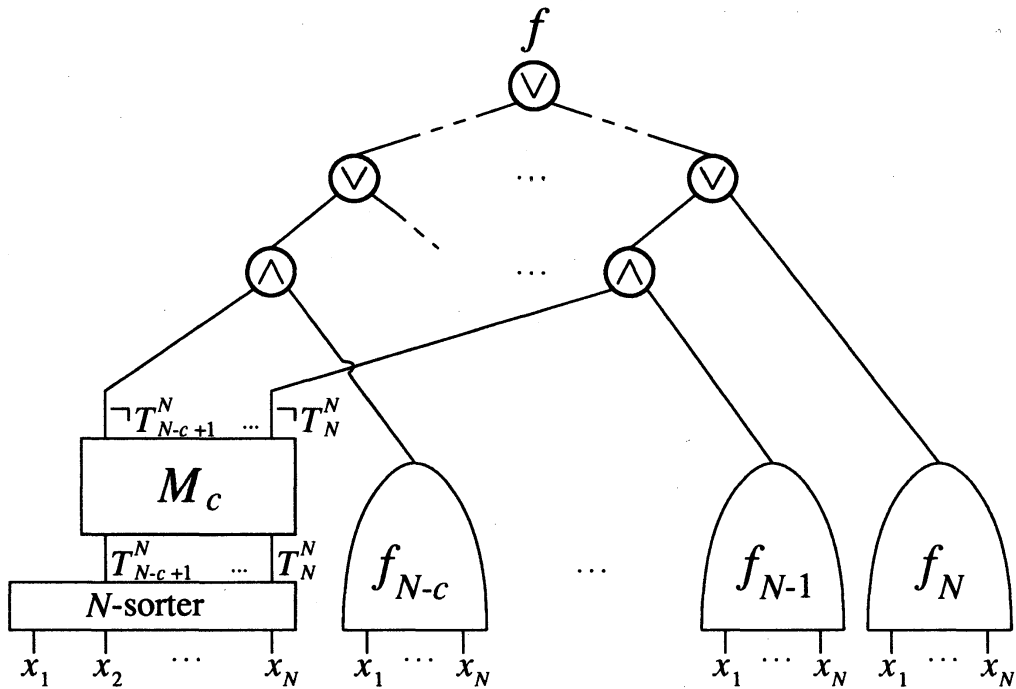 f
∨
∨ ... ∨
∧ ... ∧
¬T^N_{N-c+1} ... ¬T^N_N
M_c
T^N_{N-c+1} ... T^N_N
N-sorter
f_{N-c} ... f_{N-1} f_N
x_1 x_2 ... x_N x_1 ... x_N x_1 ... x_N x_1 ... x_N